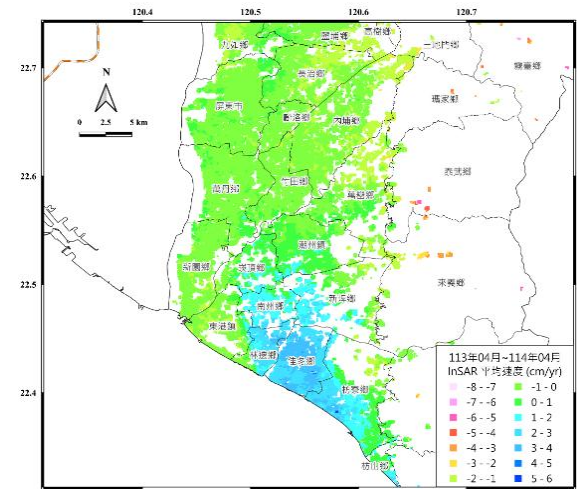 120.4 120.5 120.6 120.7
22.7
22.6
22.5
22.4
N
0 2.5 5 km
鹽埔鄉
高樹鄉
九如鄉
三地門鄉
霧臺鄉
長治鄉
瑪家鄉
屏東市
麟洛鄉
內埔鄉
泰武鄉
竹田鄉
萬丹鄉
萬巒鄉
潮州鎮
新園鄉
崁頂鄉
來義鄉
南州鄉
新埤鄉
東港鎮
林邊鄉
佳冬鄉
枋寮鄉
枋山鄉
113年04月~114年04月
InSAR 平均速度 (cm/yr)
-8 - -7 -1 - 0
-7 - -6 0 - 1
-6 - -5 1 - 2
-5 - -4 2 - 3
-4 - -3 3 - 4
-3 - -2 4 - 5
-2 - -1 5 - 6